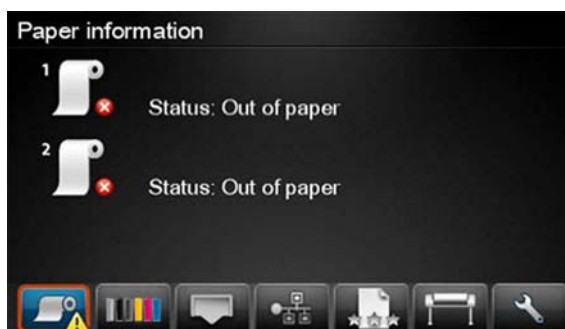 Paper information
1
Status: Out of paper
2
Status: Out of paper